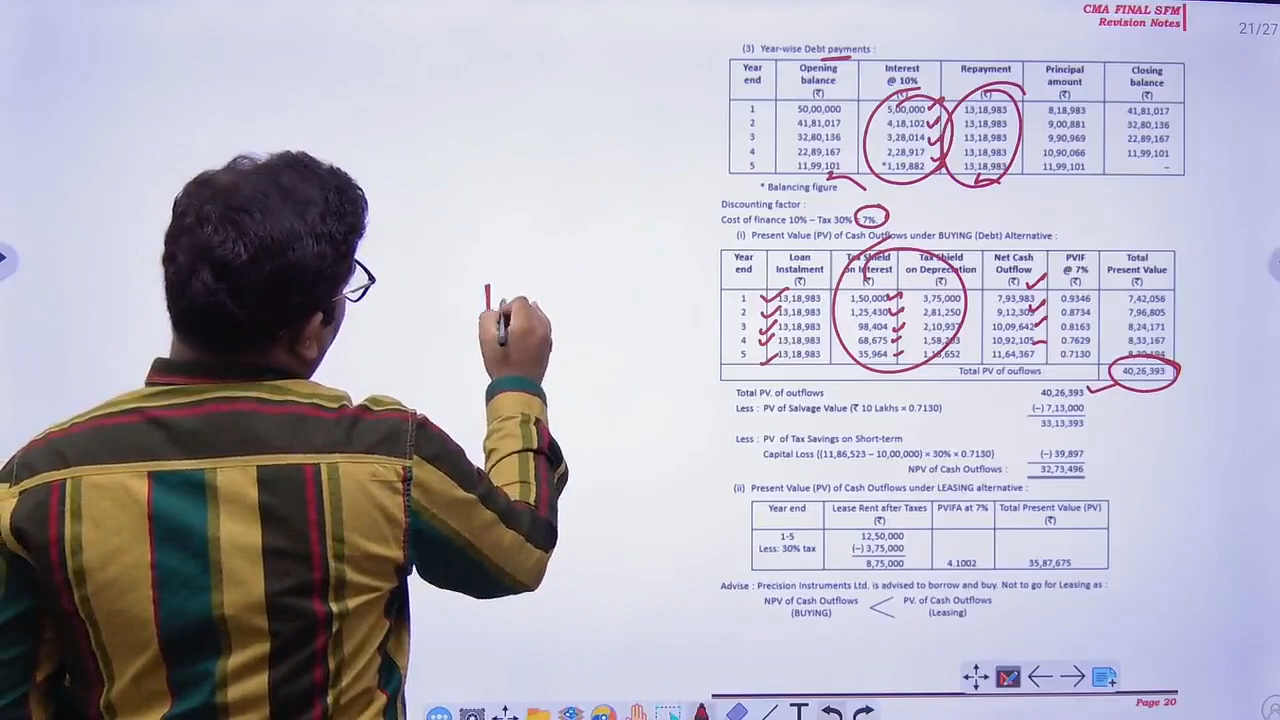 CMA FINAL SFM
Revision Notes
21/27
(3) Year-wise Debt payments :
Year end Opening balance (₹) Interest @ 10% (₹) Repayment (₹) Principal amount (₹) Closing balance (₹)
1 50,00,000 5,00,000 13,18,983 8,18,983 41,81,017
2 41,81,017 4,18,102 13,18,983 9,00,881 32,80,136
3 32,80,136 3,28,014 13,18,983 9,90,969 22,89,167
4 22,89,167 2,28,917 13,18,983 10,90,066 11,99,101
5 11,99,101 *1,19,882 13,18,983 11,99,101 –
* Balancing figure
Discounting factor :
Cost of finance 10% – Tax 30% 7%.
(i) Present Value (PV) of Cash Outflows under BUYING (Debt) Alternative :
Year end Loan Instalment (₹) Tax Shield on Interest (₹) Tax Shield on Depreciation (₹) Net Cash Outflow (₹) PVIF @ 7% (₹) Total Present Value (₹)
1 13,18,983 1,50,000 3,75,000 7,93,983 0.9346 7,42,056
2 13,18,983 1,25,430 2,81,250 9,12,303 0.8734 7,96,805
3 13,18,983 98,404 2,10,937 10,09,642 0.8163 8,24,171
4 13,18,983 68,675 10,92,105 0.7629 8,33,167
5 13,18,983 35,964 11,64,367 0.7130
Total PV of ouflows 40,26,393
Total PV. of outflows 40,26,393
Less : PV of Salvage Value (₹ 10 Lakhs × 0.7130) (–) 7,13,000
33,13,393
Less : PV of Tax Savings on Short-term
Capital Loss {(11,86,523 – 10,00,000) × 30% × 0.7130} (–) 39,897
NPV of Cash Outflows : 32,73,496
(ii) Present Value (PV) of Cash Outflows under LEASING alternative :
Year end Lease Rent after Taxes (₹) PVIFA at 7% Total Present Value (PV) (₹)
1-5 12,50,000
Less: 30% tax (–) 3,75,000
8,75,000 4.1002 35,87,675
Advise : Precision Instruments Ltd. is advised to borrow and buy. Not to go for Leasing as :
NPV of Cash Outflows < PV. of Cash Outflows
(BUYING) (Leasing)
Page 20